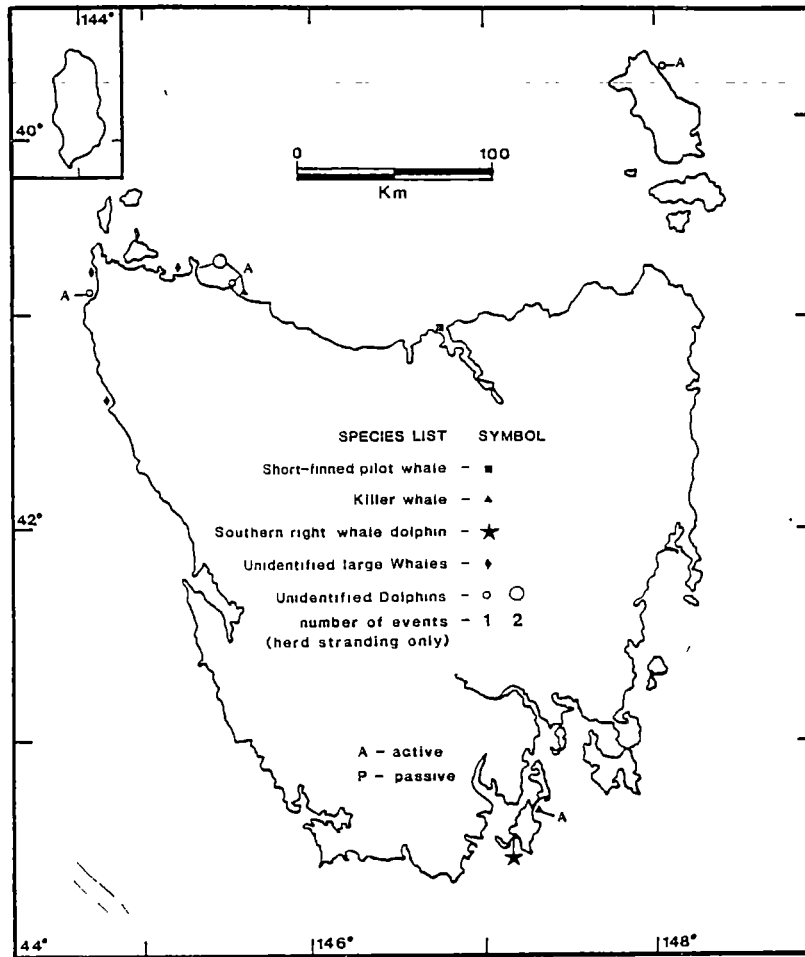 144°
A
40°
0 100
Km
A
A
SPECIES LIST SYMBOL
Short-finned pilot whale –
Killer whale –
Southern right whale dolphin –
Unidentified large Whales –
Unidentified Dolphins –
42°
number of events – 1 2
(herd stranding only)
A – active
P – passive
A
44° 146° 148°